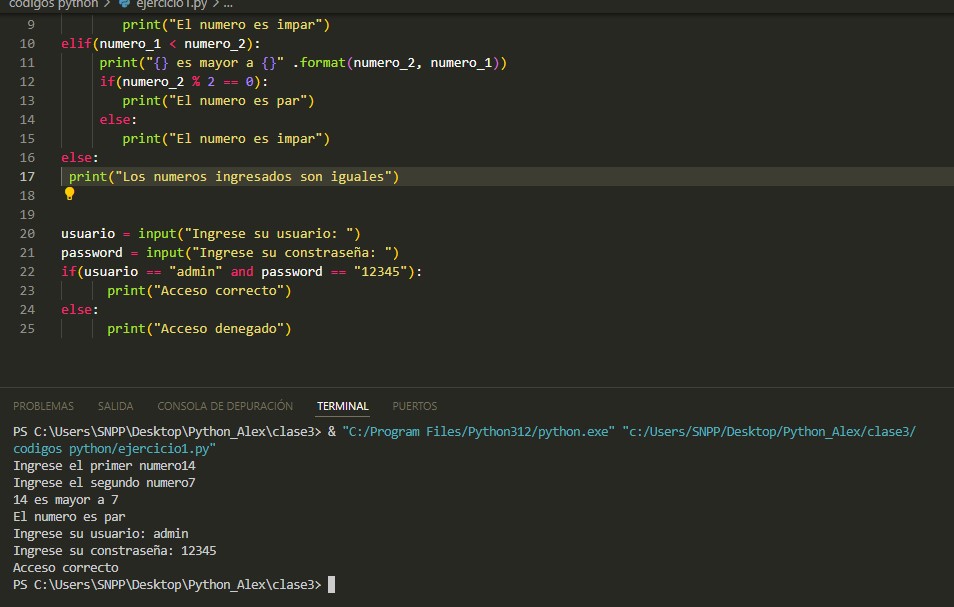 codigos python > ejercicio1.py > ...
9 print("El numero es impar")
10 elif(numero_1 < numero_2):
11 print("{} es mayor a {}" .format(numero_2, numero_1))
12 if(numero_2 % 2 == 0):
13 print("El numero es par")
14 else:
15 print("El numero es impar")
16 else:
17 print("Los numeros ingresados son iguales")
18
19
20 usuario = input("Ingrese su usuario: ")
21 password = input("Ingrese su constraseña: ")
22 if(usuario == "admin" and password == "12345"):
23 print("Acceso correcto")
24 else:
25 print("Acceso denegado")
PROBLEMAS SALIDA CONSOLA DE DEPURACIÓN TERMINAL PUERTOS
PS C:\Users\SNPP\Desktop\Python_Alex\clase3> & "C:/Program Files/Python312/python.exe" "c:/Users/SNPP/Desktop/Python_Alex/clase3/
codigos python/ejercicio1.py"
Ingrese el primer numero14
Ingrese el segundo numero7
14 es mayor a 7
El numero es par
Ingrese su usuario: admin
Ingrese su constraseña: 12345
Acceso correcto
PS C:\Users\SNPP\Desktop\Python_Alex\clase3>